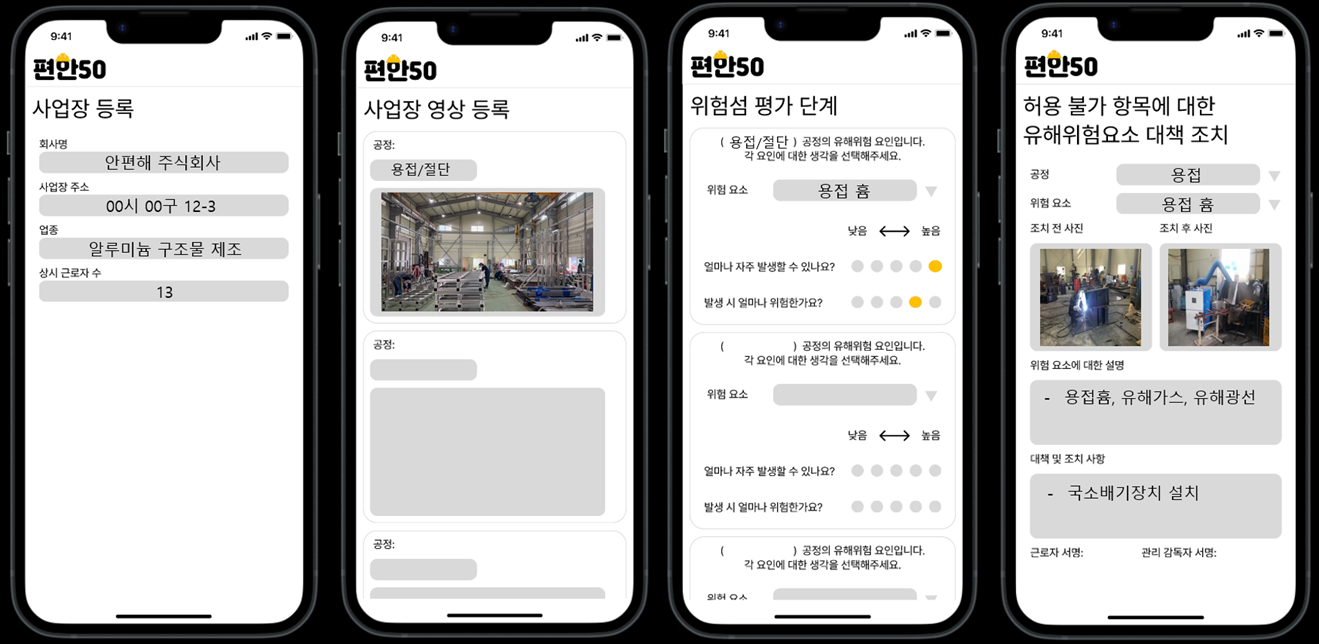 9:41
편안50
사업장 등록
회사명
안편해 주식회사
사업장 주소
00시 00구 12-3
업종
알루미늄 구조물 제조
상시 근로자 수
13
9:41
편안50
사업장 영상 등록
공정:
용접/절단
공정:
공정:
9:41
편안50
위험섬 평가 단계
( 용접/절단 ) 공정의 유해위험 요인입니다.
각 요인에 대한 생각을 선택해주세요.
위험 요소 용접 흄
낮음 ↔ 높음
얼마나 자주 발생할 수 있나요?
발생 시 얼마나 위험한가요?
( ) 공정의 유해위험 요인입니다.
각 요인에 대한 생각을 선택해주세요.
위험 요소
낮음 ↔ 높음
얼마나 자주 발생할 수 있나요?
발생 시 얼마나 위험한가요?
( ) 공정의 유해위험 요인입니다.
각 요인에 대한 생각을 선택해주세요.
위험 요소
9:41
편안50
허용 불가 항목에 대한
유해위험요소 대책 조치
공정 용접
위험 요소 용접 흄
조치 전 사진 조치 후 사진
위험 요소에 대한 설명
- 용접흄, 유해가스, 유해광선
대책 및 조치 사항
- 국소배기장치 설치
근로자 서명: 관리 감독자 서명: